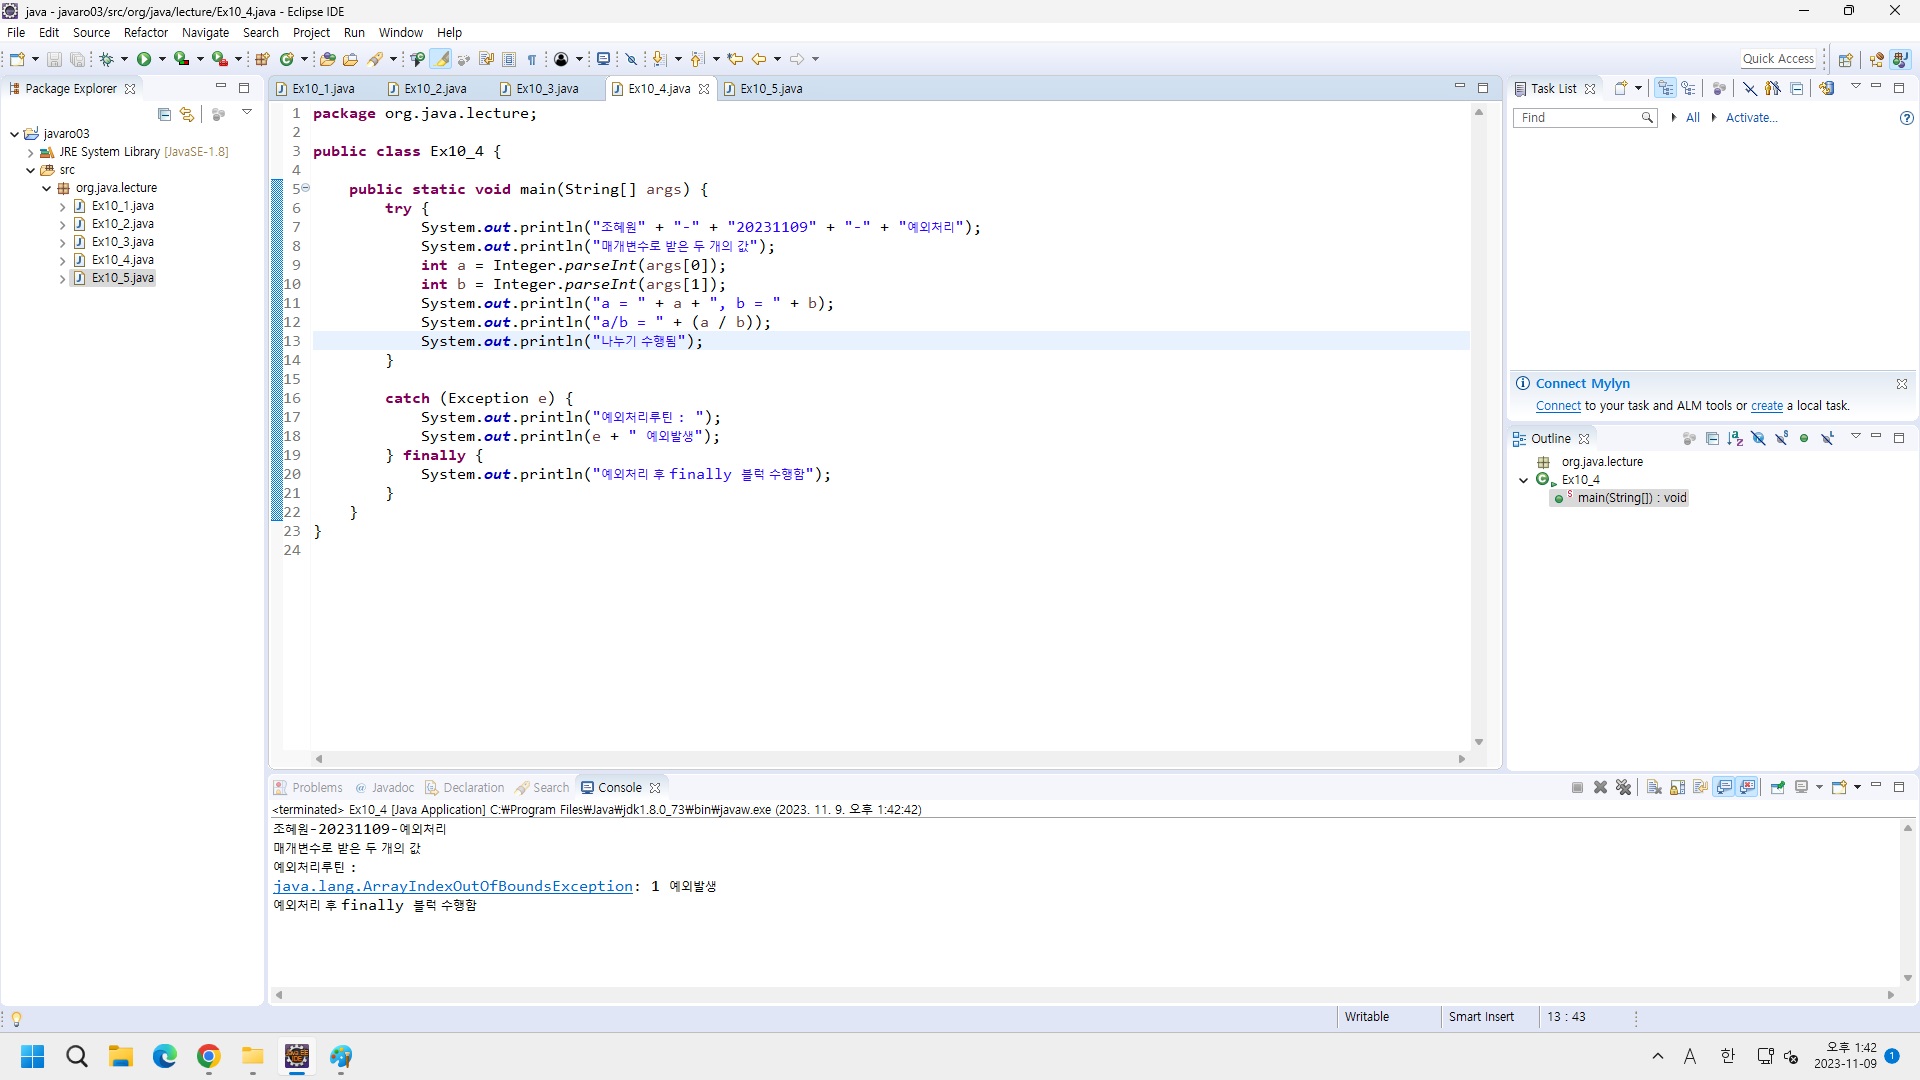 java - javaro03/src/org/java/lecture/Ex10_4.java - Eclipse IDE
File Edit Source Refactor Navigate Search Project Run Window Help
Quick Access
Package Explorer
javaro03
JRE System Library [JavaSE-1.8]
src
org.java.lecture
Ex10_1.java
Ex10_2.java
Ex10_3.java
Ex10_4.java
Ex10_5.java
Ex10_1.java Ex10_2.java Ex10_3.java Ex10_4.java Ex10_5.java
1 package org.java.lecture;
2
3 public class Ex10_4 {
4
5 public static void main(String[] args) {
6 try {
7 System.out.println("조혜원" + "-" + "20231109" + "-" + "예외처리");
8 System.out.println("매개변수로 받은 두 개의 값");
9 int a = Integer.parseInt(args[0]);
10 int b = Integer.parseInt(args[1]);
11 System.out.println("a = " + a + ", b = " + b);
12 System.out.println("a/b = " + (a / b));
13 System.out.println("나누기 수행됨");
14 }
15
16 catch (Exception e) {
17 System.out.println("예외처리루틴 : ");
18 System.out.println(e + " 예외발생");
19 } finally {
20 System.out.println("예외처리 후 finally 블럭 수행함");
21 }
22 }
23 }
24
Task List
Find All Activate...
Connect Mylyn
Connect to your task and ALM tools or create a local task.
Outline
org.java.lecture
Ex10_4
main(String[]) : void
Problems @ Javadoc Declaration Search Console
<terminated> Ex10_4 [Java Application] C:₩Program Files₩Java₩jdk1.8.0_73₩bin₩javaw.exe (2023. 11. 9. 오후 1:42:42)
조혜원-20231109-예외처리
매개변수로 받은 두 개의 값
예외처리루틴 :
java.lang.ArrayIndexOutOfBoundsException: 1 예외발생
예외처리 후 finally 블럭 수행함
Writable Smart Insert 13 : 43
A 한 오후 1:42 1
2023-11-09